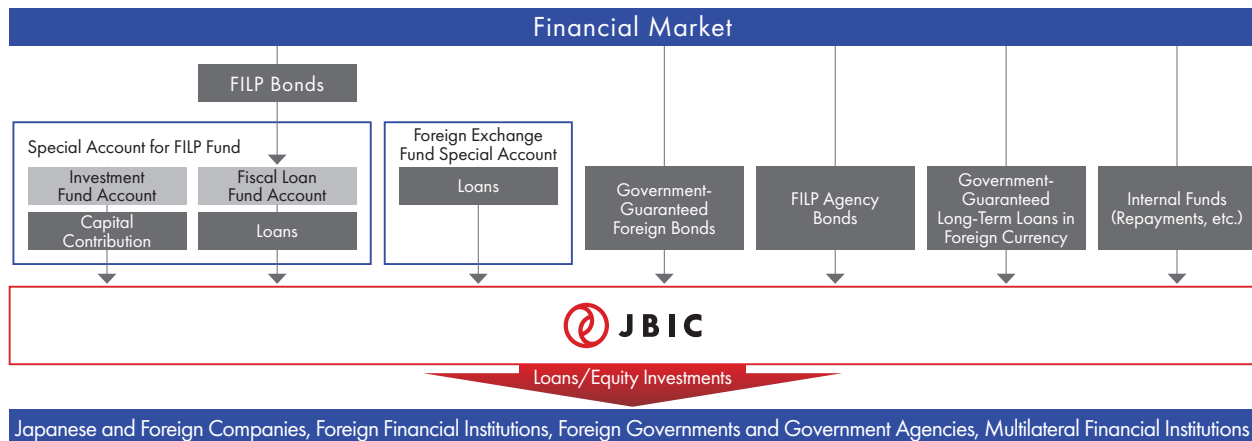 Financial Market
FILP Bonds
Special Account for FILP Fund
Investment
Fund Account
Capital
Contribution
Fiscal Loan
Fund Account
Loans
Foreign Exchange
Fund Special Account
Loans
Government-
Guaranteed
Foreign Bonds
FILP Agency
Bonds
Government-
Guaranteed
Long-Term Loans in
Foreign Currency
Internal Funds
(Repayments, etc.)
JBIC
Loans/Equity Investments
Japanese and Foreign Companies, Foreign Financial Institutions, Foreign Governments and Government Agencies, Multilateral Financial Institutions